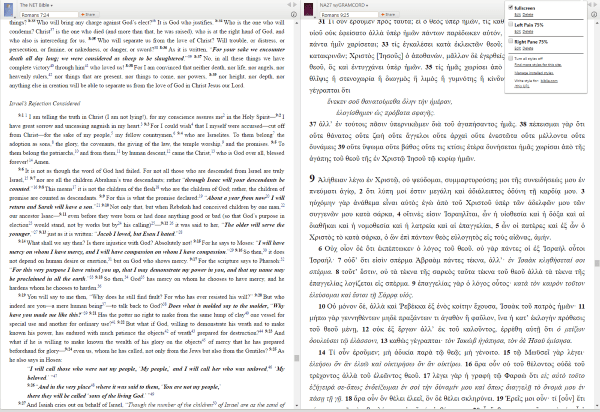 The NET Bible
Romans 7:24
Share
things? 8:33 Who will bring any charge against God's elect? It is God who justifies. 8:34 Who is the one who will
condemn? Christ is the one who died (and more than that, he was raised), who is at the right hand of God, and
who also is interceding for us. 8:35 Who will separate us from the love of Christ? Will trouble, or distress, or
persecution, or famine, or nakedness, or danger, or sword? 8:36 As it is written, "For your sake we encounter
death all day long; we were considered as sheep to be slaughtered." 8:37 No, in all these things we have
complete victory through him who loved us! 8:38 For I am convinced that neither death, nor life, nor angels, nor
heavenly rulers, nor things that are present, nor things to come, nor powers, 8:39 nor height, nor depth, nor
anything else in creation will be able to separate us from the love of God in Christ Jesus our Lord.
Israel's Rejection Considered
9:1 I am telling the truth in Christ (I am not lying!), for my conscience assures me in the Holy Spirit— 9:2 I
have great sorrow and unceasing anguish in my heart. 9:3 For I could wish that I myself were accursed—cut off
from Christ—for the sake of my people, my fellow countrymen, 9:4 who are Israelites. To them belong the
adoption as sons, the glory, the covenants, the giving of the law, the temple worship, and the promises. 9:5 To
them belong the patriarchs, and from them, by human descent, came the Christ, who is God over all, blessed
forever! Amen.
9:6 It is not as though the word of God had failed. For not all those who are descended from Israel are truly
Israel, 9:7 nor are all the children Abraham's true descendants; rather "through Isaac will your descendants be
counted." 9:8 This means it is not the children of the flesh who are the children of God; rather, the children of
promise are counted as descendants. 9:9 For this is what the promise declared: "About a year from now I will
return and Sarah will have a son." 9:10 Not only that, but when Rebekah had conceived children by one man,
our ancestor Isaac— 9:11 even before they were born or had done anything good or bad (so that God's purpose in
election would stand, not by works but by his calling)— 9:12 it was said to her, "The older will serve the
younger," 9:13 just as it is written: "Jacob I loved, but Esau I hated."
9:14 What shall we say then? Is there injustice with God? Absolutely not! 9:15 For he says to Moses: "I will have
mercy on whom I have mercy, and I will have compassion on whom I have compassion." 9:16 So then, it does
not depend on human desire or exertion, but on God who shows mercy. 9:17 For the scripture says to Pharaoh:
"For this very purpose I have raised you up, that I may demonstrate my power in you, and that my name may
be proclaimed in all the earth." 9:18 So then, God has mercy on whom he chooses to have mercy, and he
hardens whom he chooses to harden.
9:19 You will say to me then, "Why does he still find fault? For who has ever resisted his will?" 9:20 But who
indeed are you—a mere human being—to talk back to God? Does what is molded say to the molder, "Why
have you made me like this?" 9:21 Has the potter no right to make from the same lump of clay one vessel for
special use and another for ordinary use? 9:22 But what if God, willing to demonstrate his wrath and to make
known his power, has endured with much patience the objects of wrath prepared for destruction? 9:23 And
what if he is willing to make known the wealth of his glory on the objects of mercy that he has prepared
beforehand for glory— 9:24 even us, whom he has called, not only from the Jews but also from the Gentiles? 9:25 As
he also says in Hosea:
"I will call those who were not my people, 'My people,' and I will call her who was unloved, 'My
beloved.'"
9:26 "And in the very place where it was said to them, 'You are not my people,'
there they will be called 'sons of the living God.'"
9:27 And Isaiah cries out on behalf of Israel, "Though the number of the children of Israel are as the sand of
NA27 w/GRAMCORD
Romans 9:25
Share
31 Τί οὖν ἐροῦμεν πρὸς ταῦτα; εἰ ὁ θεὸς ὑπὲρ ἡμῶν, τίς καθ
υἱοῦ οὐκ ἐφείσατο ἀλλὰ ὑπὲρ ἡμῶν πάντων παρέδωκεν αὐτόν,
πάντα ἡμῖν χαρίσεται; 33 τίς ἐγκαλέσει κατὰ ἐκλεκτῶν θεοῦ;
κατακρινῶν; Χριστὸς [Ἰησοῦς] ὁ ἀποθανών, μᾶλλον δὲ ἐγερθείς
θεοῦ, ὃς καὶ ἐντυγχάνει ὑπὲρ ἡμῶν. 35 τίς ἡμᾶς χωρίσει ἀπὸ
θλῖψις ἢ στενοχωρία ἢ διωγμὸς ἢ λιμὸς ἢ γυμνότης ἢ κίνδυν
γέγραπται ὅτι
ἕνεκεν σοῦ θανατούμεθα ὅλην τὴν ἡμέραν,
ἐλογίσθημεν ὡς πρόβατα σφαγῆς.
37 ἀλλ᾽ ἐν τούτοις πᾶσιν ὑπερνικῶμεν διὰ τοῦ ἀγαπήσαντος ἡμᾶς. 38 πέπεισμαι γὰρ ὅτι
οὔτε θάνατος οὔτε ζωὴ οὔτε ἄγγελοι οὔτε ἀρχαὶ οὔτε ἐνεστῶτα οὔτε μέλλοντα οὔτε
δυνάμεις 39 οὔτε ὕψωμα οὔτε βάθος οὔτε τις κτίσις ἑτέρα δυνήσεται ἡμᾶς χωρίσαι ἀπὸ τῆς
ἀγάπης τοῦ θεοῦ τῆς ἐν Χριστῷ Ἰησοῦ τῷ κυρίῳ ἡμῶν.
9 Ἀλήθειαν λέγω ἐν Χριστῷ, οὐ ψεύδομαι, συμμαρτυρούσης μοι τῆς συνειδήσεώς μου ἐν
πνεύματι ἁγίῳ, 2 ὅτι λύπη μοί ἐστιν μεγάλη καὶ ἀδιάλειπτος ὀδύνη τῇ καρδίᾳ μου. 3
ηὐχόμην γὰρ ἀνάθεμα εἶναι αὐτὸς ἐγὼ ἀπὸ τοῦ Χριστοῦ ὑπὲρ τῶν ἀδελφῶν μου τῶν
συγγενῶν μου κατὰ σάρκα, 4 οἵτινές εἰσιν Ἰσραηλῖται, ὧν ἡ υἱοθεσία καὶ ἡ δόξα καὶ αἱ
διαθῆκαι καὶ ἡ νομοθεσία καὶ ἡ λατρεία καὶ αἱ ἐπαγγελίαι, 5 ὧν οἱ πατέρες καὶ ἐξ ὧν ὁ
Χριστὸς τὸ κατὰ σάρκα, ὁ ὢν ἐπὶ πάντων θεὸς εὐλογητὸς εἰς τοὺς αἰῶνας, ἀμήν.
6 Οὐχ οἷον δὲ ὅτι ἐκπέπτωκεν ὁ λόγος τοῦ θεοῦ. οὐ γὰρ πάντες οἱ ἐξ Ἰσραὴλ οὗτοι
Ἰσραήλ· 7 οὐδ᾽ ὅτι εἰσὶν σπέρμα Ἀβραὰμ πάντες τέκνα, ἀλλ᾽· ἐν Ἰσαὰκ κληθήσεταί σοι
σπέρμα. 8 τοῦτ᾽ ἔστιν, οὐ τὰ τέκνα τῆς σαρκὸς ταῦτα τέκνα τοῦ θεοῦ ἀλλὰ τὰ τέκνα τῆς
ἐπαγγελίας λογίζεται εἰς σπέρμα. 9 ἐπαγγελίας γὰρ ὁ λόγος οὗτος· κατὰ τὸν καιρὸν τοῦτον
ἐλεύσομαι καὶ ἔσται τῇ Σάρρᾳ υἱός.
10 Οὐ μόνον δέ, ἀλλὰ καὶ Ῥεβέκκα ἐξ ἑνὸς κοίτην ἔχουσα, Ἰσαὰκ τοῦ πατρὸς ἡμῶν· 11
μήπω γὰρ γεννηθέντων μηδὲ πραξάντων τι ἀγαθὸν ἢ φαῦλον, ἵνα ἡ κατ᾽ ἐκλογὴν πρόθεσις
τοῦ θεοῦ μένῃ, 12 οὐκ ἐξ ἔργων ἀλλ᾽ ἐκ τοῦ καλοῦντος, ἐρρέθη αὐτῇ ὅτι ὁ μείζων
δουλεύσει τῷ ἐλάσσονι, 13 καθὼς γέγραπται· τὸν Ἰακὼβ ἠγάπησα, τὸν δὲ Ἠσαῦ ἐμίσησα.
14 Τί οὖν ἐροῦμεν; μὴ ἀδικία παρὰ τῷ θεῷ; μὴ γένοιτο. 15 τῷ Μωϋσεῖ γὰρ λέγει·
ἐλεήσω ὃν ἂν ἐλεῶ καὶ οἰκτιρήσω ὃν ἂν οἰκτίρω. 16 ἄρα οὖν οὐ τοῦ θέλοντος οὐδὲ τοῦ
τρέχοντος ἀλλὰ τοῦ ἐλεῶντος θεοῦ. 17 λέγει γὰρ ἡ γραφὴ τῷ Φαραὼ ὅτι εἰς αὐτὸ τοῦτο
ἐξήγειρά σε ὅπως ἐνδείξωμαι ἐν σοὶ τὴν δύναμίν μου καὶ ὅπως διαγγελῇ τὸ ὄνομά μου ἐν
πάσῃ τῇ γῇ. 18 ἄρα οὖν ὃν θέλει ἐλεεῖ, ὃν δὲ θέλει σκληρύνει. 19 Ἐρεῖς μοι οὖν· τί [οὖν] ἔτι
fullscreen
Edit Delete
Left Pale 75%
Edit Delete
Right Pane 75%
Edit Delete
Turn all styles off
Find more styles for this site
Manage installed styles